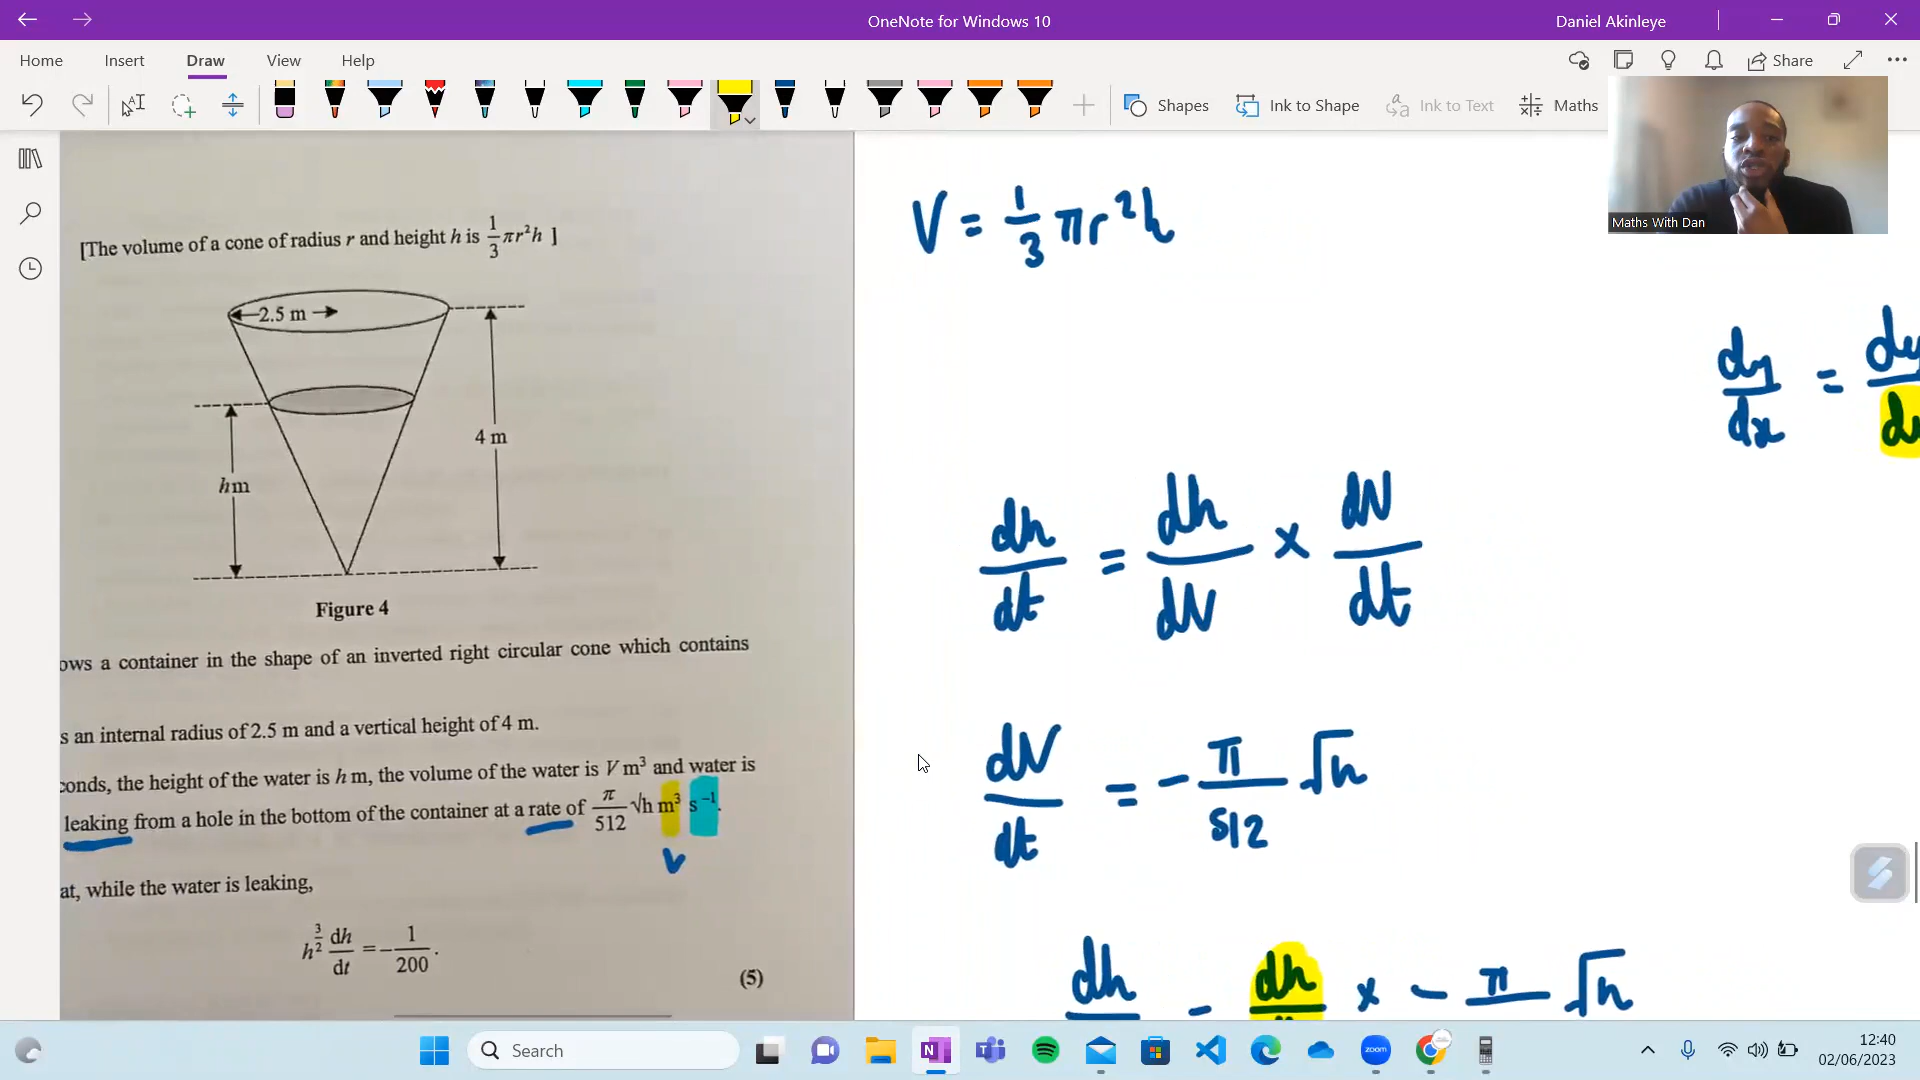 OneNote for Windows 10
Daniel Akinleye
Home Insert Draw View Help
Share
Shapes Ink to Shape Ink to Text Maths
Maths With Dan
[The volume of a cone of radius r and height h is 1/3 πr²h ]
2.5 m
4 m
hm
Figure 4
ows a container in the shape of an inverted right circular cone which contains
s an internal radius of 2.5 m and a vertical height of 4 m.
conds, the height of the water is h m, the volume of the water is V m³ and water is
leaking from a hole in the bottom of the container at a rate of π/512 √h m³ s⁻¹.
V
at, while the water is leaking,
h^(3/2) dh/dt = -1/200.
(5)
V = 1/3 πr²h
dy/dx =
dh/dt = dh/dV × dV/dt
dV/dt = - π/512 √h
dh = dh × - π √h
Search
zoom
12:40
02/06/2023